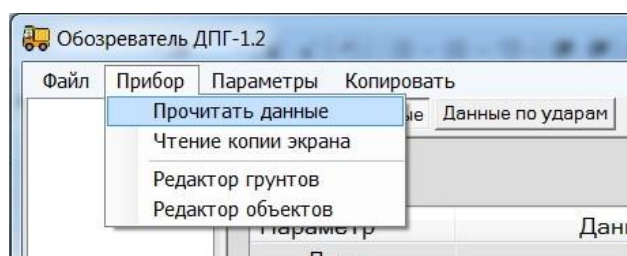 Обозреватель ДПГ-1.2
Файл Прибор Параметры Копировать
Прочитать данные Данные по ударам
Чтение копии экрана
Редактор грунтов
Редактор объектов
Параметр